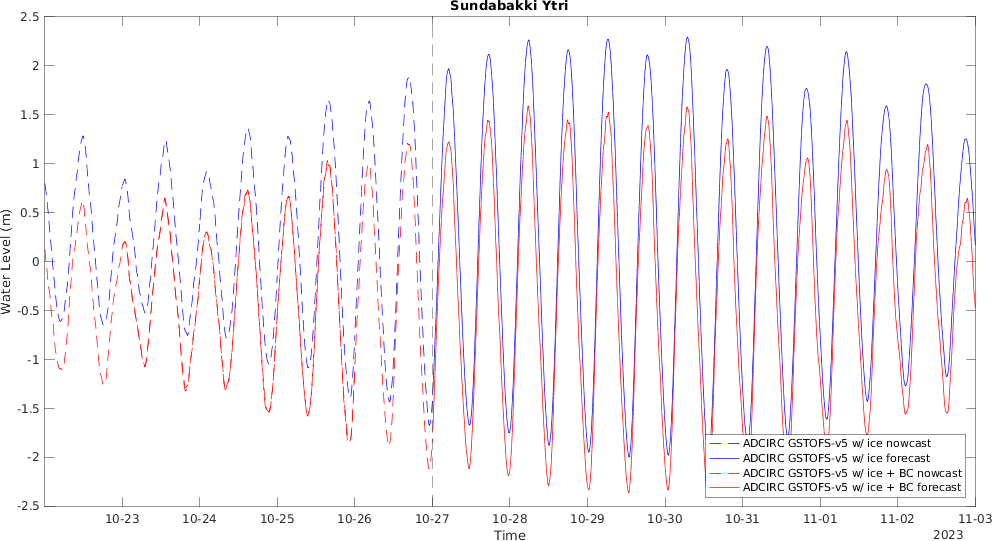 Sundabakki Ytri
2.5
2
1.5
1
0.5
0
-0.5
-1
-1.5
-2
-2.5
Water Level (m)
ADCIRC GSTOFS-v5 w/ ice nowcast
ADCIRC GSTOFS-v5 w/ ice forecast
ADCIRC GSTOFS-v5 w/ ice + BC nowcast
ADCIRC GSTOFS-v5 w/ ice + BC forecast
10-23 10-24 10-25 10-26 10-27 10-28 10-29 10-30 10-31 11-01 11-02 11-03
Time
2023